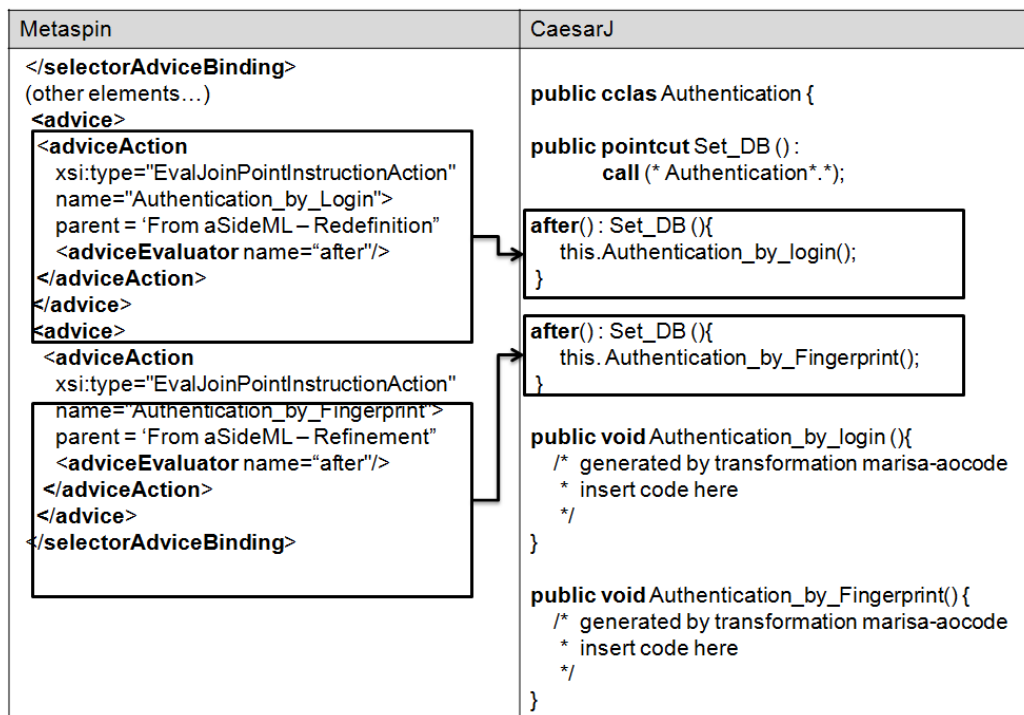 Metaspin
</selectorAdviceBinding>
(other elements…)
<advice>
<adviceAction
xsi:type="EvalJoinPointInstructionAction"
name="Authentication_by_Login">
parent = ‘From aSideML – Redefinition”
<adviceEvaluator name=“after"/>
</adviceAction>
</advice>
<advice>
<adviceAction
xsi:type="EvalJoinPointInstructionAction"
name="Authentication_by_Fingerprint">
parent = ‘From aSideML – Refinement”
<adviceEvaluator name=“after"/>
</adviceAction>
</advice>
</selectorAdviceBinding>
CaesarJ
public cclas Authentication {
public pointcut Set_DB () :
call (* Authentication*.*);
after() : Set_DB (){
this.Authentication_by_login();
}
after() : Set_DB (){
this. Authentication_by_Fingerprint();
}
public void Authentication_by_login (){
/* generated by transformation marisa-aocode
* insert code here
*/
}
public void Authentication_by_Fingerprint() {
/* generated by transformation marisa-aocode
* insert code here
*/
}